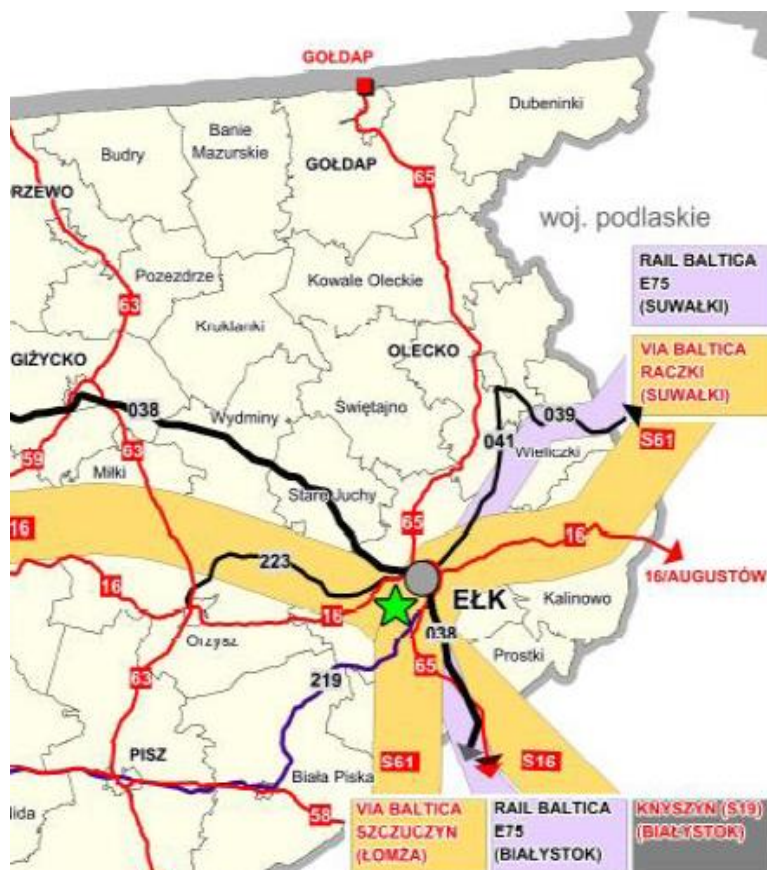 GOŁDAP
Dubeninki
Banie
Mazurskie
Budry
GOŁDAP
65
RZEWO
woj. podlaskie
RAIL BALTICA
E75
(SUWAŁKI)
Pozezdrze
Kowale Oleckie
63
Kruklanki
VIA BALTICA
RACZKI
(SUWAŁKI)
GIŻYCKO
OLECKO
038
Świętajno
039
Wydminy
041
S61
63
Wieliczki
59
Miłki
Stare Juchy
65
16
16
223
16/AUGUSTÓW
16
EŁK
Kalinowo
16
038
Orzysz
Prostki
65
63
219
PISZ
S61
S16
Biała Piska
58
VIA BALTICA
SZCZUCZYN
(ŁOMŻA)
RAIL BALTICA
E75
(BIAŁYSTOK)
KNYSZYN (S19)
(BIAŁYSTOK)